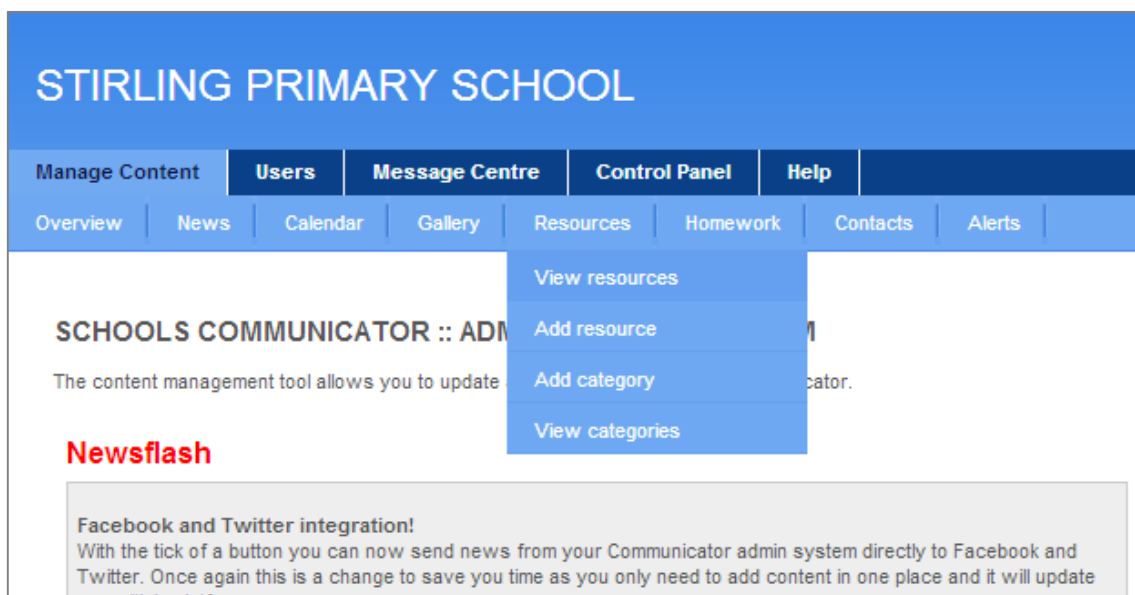 STIRLING PRIMARY SCHOOL
Manage Content Users Message Centre Control Panel Help
Overview News Calendar Gallery Resources Homework Contacts Alerts
View resources
SCHOOLS COMMUNICATOR :: Add resource
The content management tool allows you to update Add category
View categories
Newsflash
Facebook and Twitter integration!
With the tick of a button you can now send news from your Communicator admin system directly to Facebook and
Twitter. Once again this is a change to save you time as you only need to add content in one place and it will update